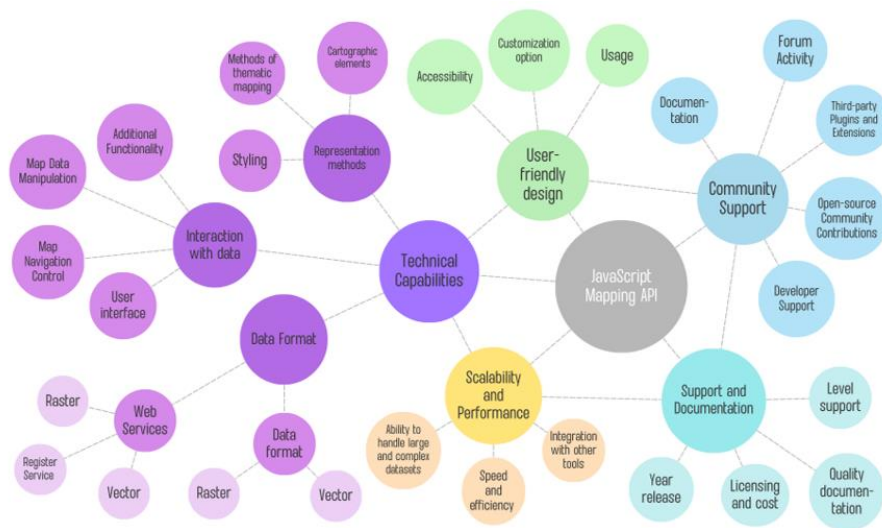 Cartographic
elements
Methods of
thematic
mapping
Styling
Representation
methods
Additional
Functionality
Map Data
Manipulation
Map
Navigation
Control
User
interface
Interaction
with data
Accessibility
Customization
option
Usage
User-
friendly
design
Forum
Activity
Documen-
tation
Third-party
Plugins and
Extensions
Community
Support
Open-source
Community
Contributions
Developer
Support
Technical
Capabilities
JavaScript
Mapping API
Data Format
Web
Services
Raster
Register
Service
Vector
Data
format
Raster
Vector
Scalability
and
Performance
Ability to
handle large
and complex
datasets
Speed
and
efficiency
Integration
with other
tools
Support and
Documentation
Level
support
Year
release
Licensing
and cost
Quality
documen-
tation